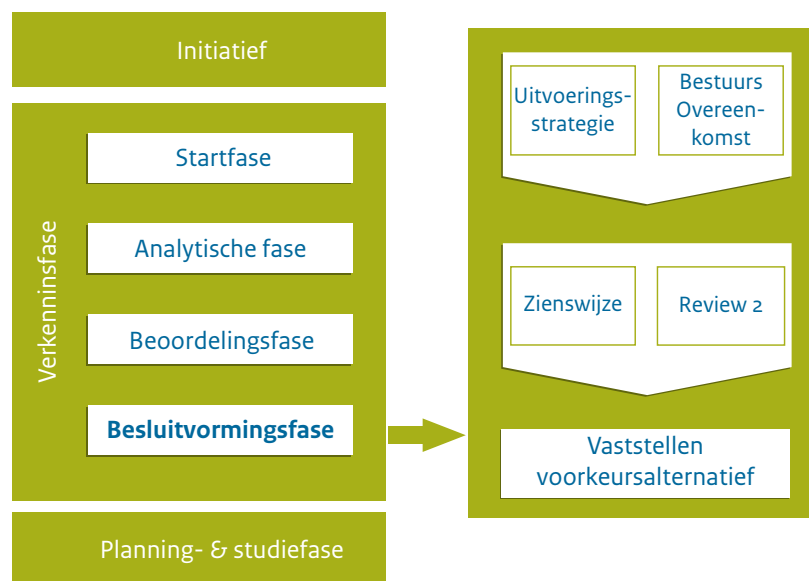 Initiatief
Verkenninsfase
Startfase
Analytische fase
Beoordelingsfase
Besluitvormingsfase
Planning- & studiefase
Uitvoerings-
strategie
Bestuurs
Overeen-
komst
Zienswijze
Review 2
Vaststellen
voorkeursalternatief